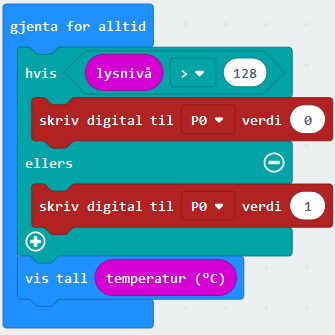 gjenta for alltid
hvis lysnivå > 128
skriv digital til P0 verdi 0
ellers
skriv digital til P0 verdi 1
vis tall temperatur (°C)